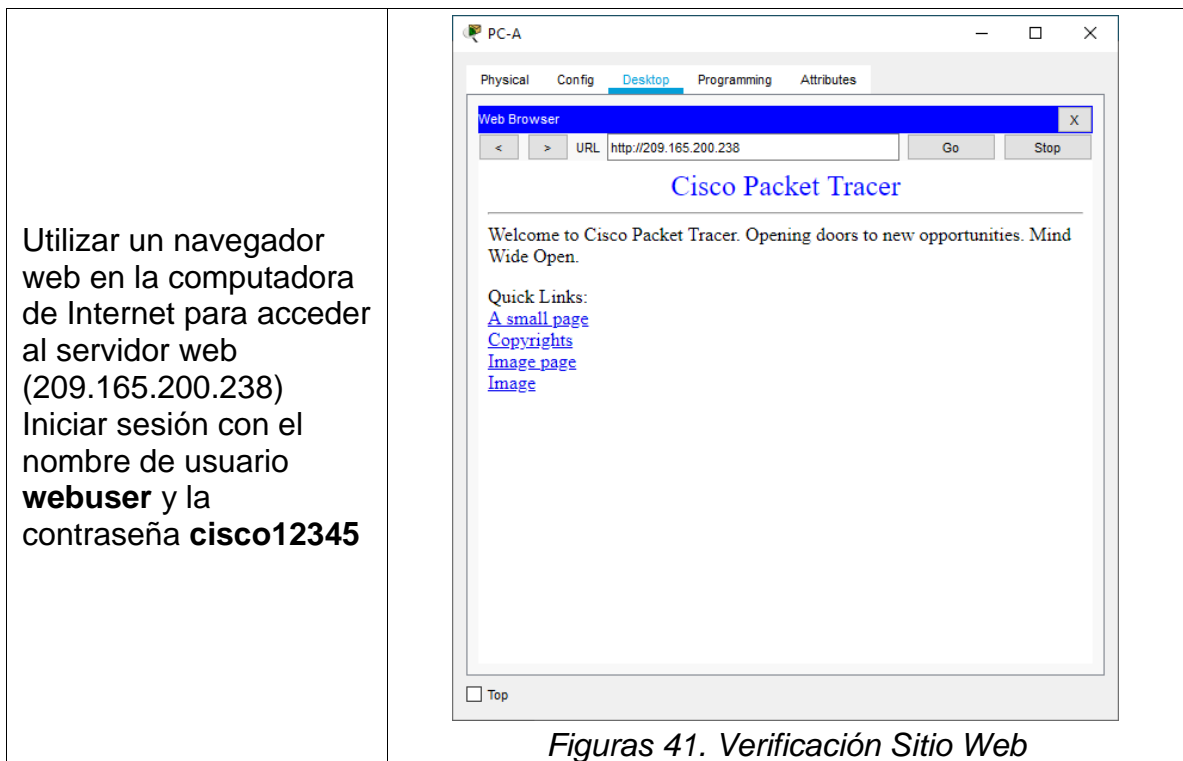 Utilizar un navegador
web en la computadora
de Internet para acceder
al servidor web
(209.165.200.238)
Iniciar sesión con el
nombre de usuario
webuser y la
contraseña cisco12345
PC-A
Physical Config Desktop Programming Attributes
Web Browser X
< > URL http://209.165.200.238 Go Stop
Cisco Packet Tracer
Welcome to Cisco Packet Tracer. Opening doors to new opportunities. Mind
Wide Open.
Quick Links:
A small page
Copyrights
Image page
Image
Top
Figuras 41. Verificación Sitio Web